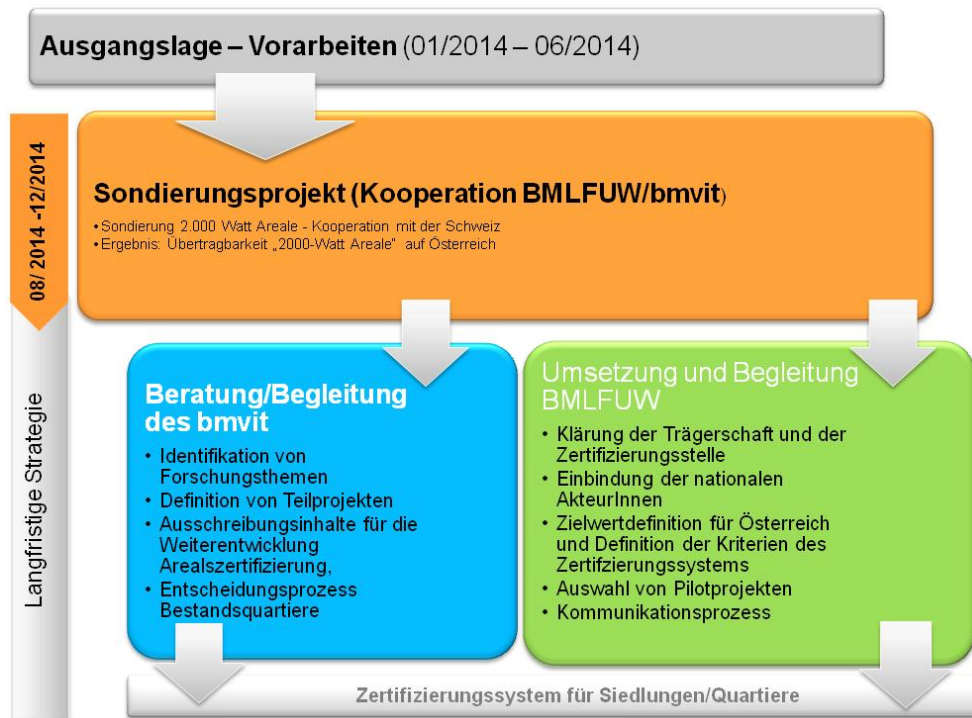 Ausgangslage – Vorarbeiten (01/2014 – 06/2014)
08/ 2014 -12/2014
Sondierungsprojekt (Kooperation BMLFUW/bmvit)
• Sondierung 2.000 Watt Areale - Kooperation mit der Schweiz
• Ergebnis: Übertragbarkeit „2000-Watt Areale" auf Österreich
Langfristige Strategie
Beratung/Begleitung
des bmvit
• Identifikation von
Forschungsthemen
• Definition von Teilprojekten
• Ausschreibungsinhalte für die
Weiterentwicklung
Arealszertifizierung,
• Entscheidungsprozess
Bestandsquartiere
Umsetzung und Begleitung
BMLFUW
• Klärung der Trägerschaft und der
Zertifizierungsstelle
• Einbindung der nationalen
AkteurInnen
• Zielwertdefinition für Österreich
und Definition der Kriterien des
Zertifzierungssystems
• Auswahl von Pilotprojekten
• Kommunikationsprozess
Zertifizierungssystem für Siedlungen/Quartiere